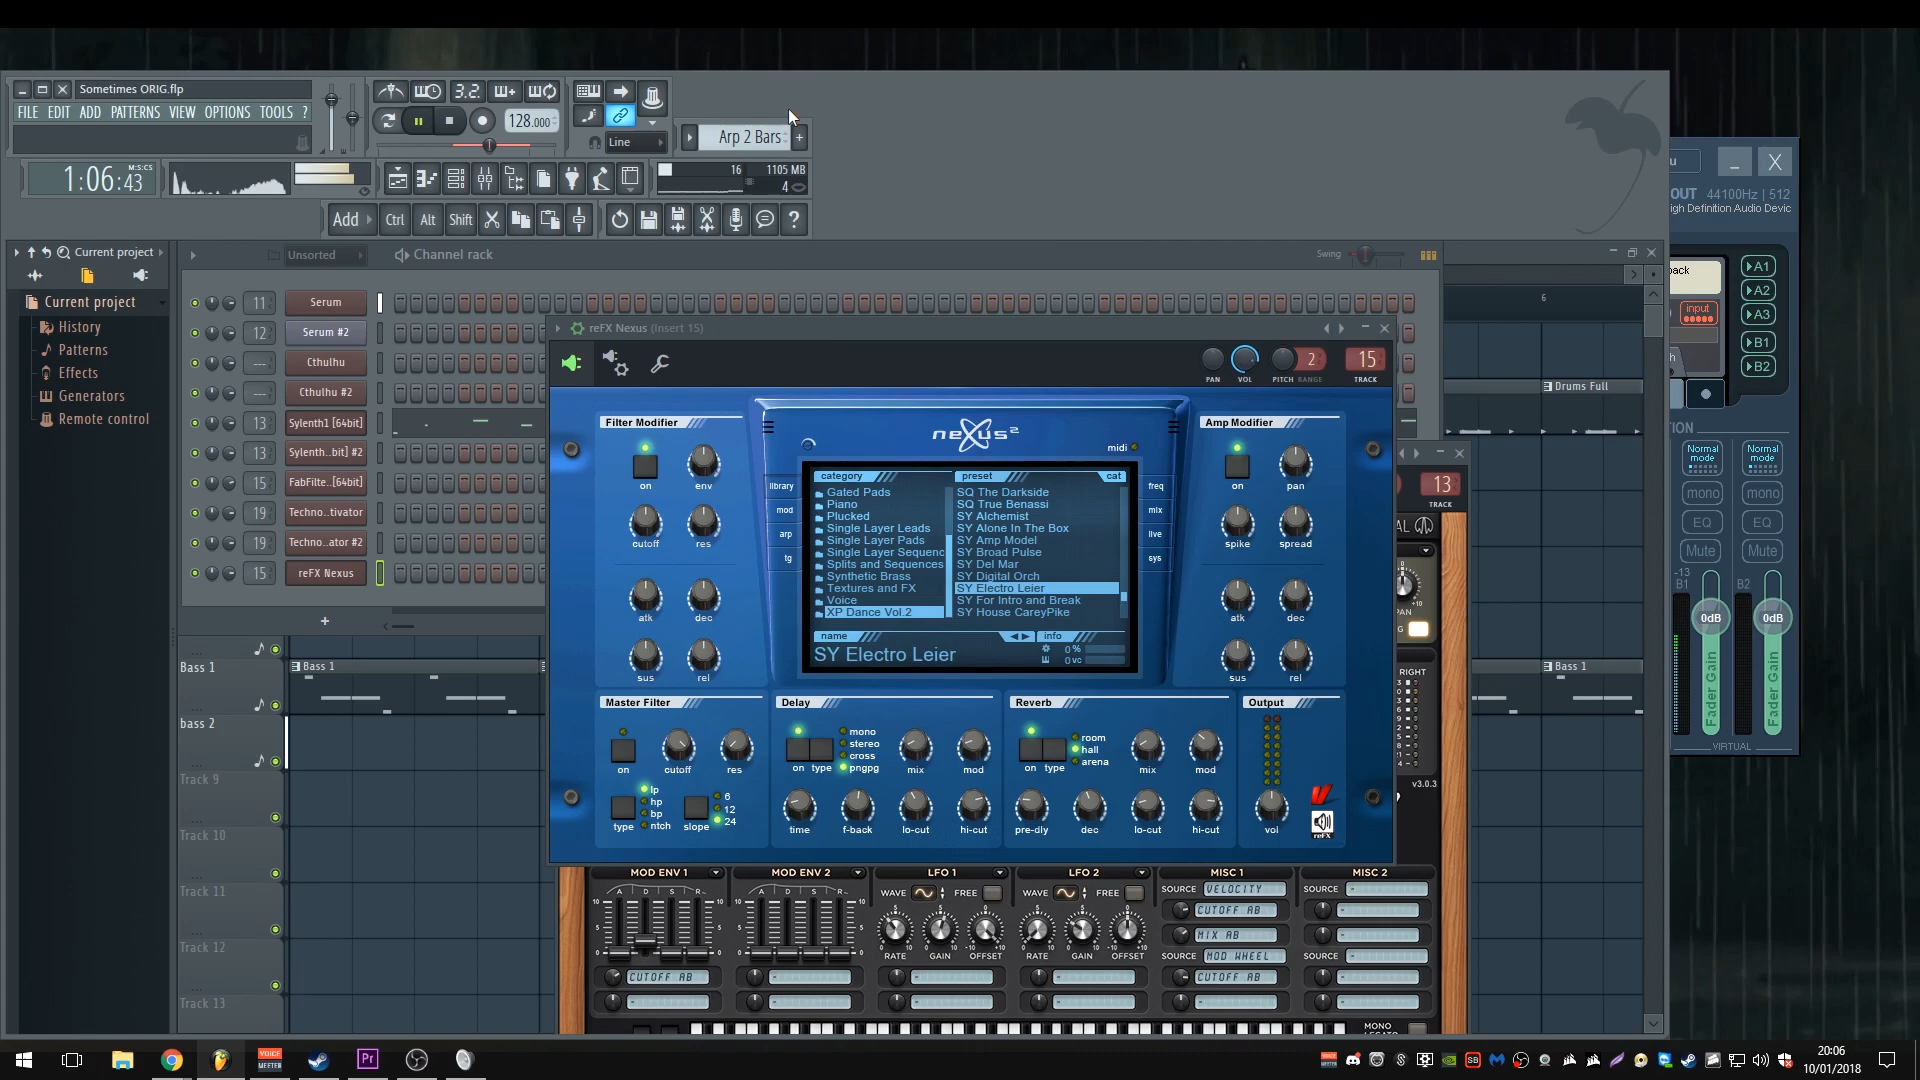 Sometimes ORIG.flp
FILE EDIT ADD PATTERNS VIEW OPTIONS TOOLS ?
3.2.
128.000
Line
Arp 2 Bars
1:06:43
M:S:CS
16
1105 MB
4
Add
Ctrl
Alt
Shift
?
Current project
Unsorted
Channel rack
Swing
Current project
History
Patterns
Effects
Generators
Remote control
11 Serum
12 Serum #2
--- Cthulhu
--- Cthulhu #2
13 Sylenth1 [64bit]
13 Sylenth..bit] #2
15 FabFilte..[64bit]
19 Techno..tivator
19 Techno..ator #2
15 reFX Nexus
reFX Nexus (Insert 15)
PAN
VOL
PITCH RANGE
2
15
TRACK
Filter Modifier
on
env
cutoff
res
atk
dec
sus
rel
nexus2
midi
library
mod
arp
tg
category
preset
cat
Gated Pads
Piano
Plucked
Single Layer Leads
Single Layer Pads
Single Layer Sequenc
Splits and Sequences
Synthetic Brass
Textures and FX
Voice
XP Dance Vol.2
SQ The Darkside
SQ True Benassi
SY Alchemist
SY Alone In The Box
SY Amp Model
SY Broad Pulse
SY Del Mar
SY Digital Orch
SY Electro Leier
SY For Intro and Break
SY House CareyPike
name
info
SY Electro Leier
0 %
0 vc
freq
mix
live
sys
Amp Modifier
on
pan
spike
spread
atk
dec
sus
rel
Master Filter
on
cutoff
res
type
lp
hp
bp
ntch
slope
6
12
24
Delay
on
type
mono
stereo
cross
pngpg
mix
mod
time
f-back
lo-cut
hi-cut
Reverb
on
type
room
hall
arena
mix
mod
pre-dly
dec
lo-cut
hi-cut
Output
vol
reFX
Bass 1
Bass 1
bass 2
Track 9
Track 10
Track 11
Track 12
Track 13
6
Drums Full
Bass 1
13
TRACK
PAN
RIGHT
v3.0.3
MOD ENV 1
MOD ENV 2
LFO 1
LFO 2
MISC 1
MISC 2
A D S R
A D S R
WAVE
FREE
WAVE
FREE
SOURCE VELOCITY
SOURCE
CUTOFF AB
MIX AB
RATE
GAIN
OFFSET
RATE
GAIN
OFFSET
SOURCE MOD WHEEL
SOURCE
CUTOFF AB
CUTOFF AB
MONO
LEGATO
OUT 44100Hz | 512
igh Definition Audio Devic
back
input
A1
A2
A3
B1
B2
Normal mode
Normal mode
mono
mono
EQ
EQ
Mute
Mute
-13
B1
B2
0dB
0dB
Fader Gain
Fader Gain
VIRTUAL
VOICE
MEETER
Pr
20:06
10/01/2018